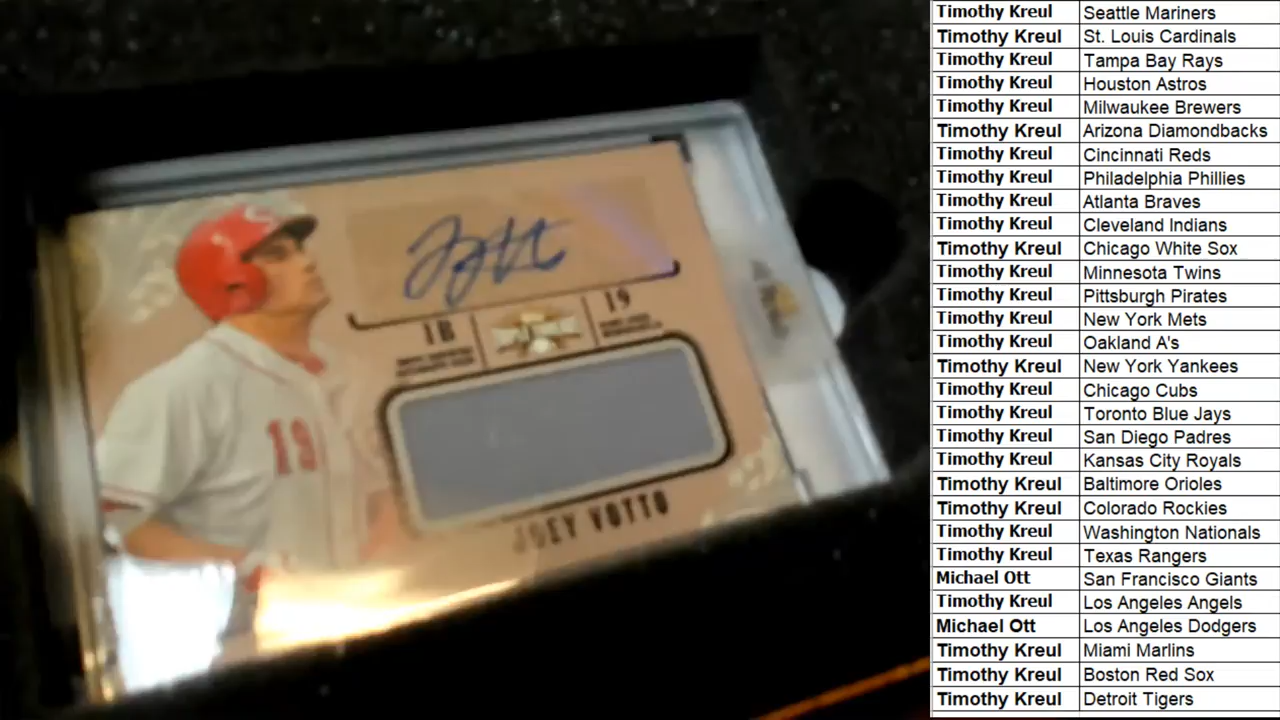 1B
19
19
JOEY VOTTO
Timothy Kreul Seattle Mariners
Timothy Kreul St. Louis Cardinals
Timothy Kreul Tampa Bay Rays
Timothy Kreul Houston Astros
Timothy Kreul Milwaukee Brewers
Timothy Kreul Arizona Diamondbacks
Timothy Kreul Cincinnati Reds
Timothy Kreul Philadelphia Phillies
Timothy Kreul Atlanta Braves
Timothy Kreul Cleveland Indians
Timothy Kreul Chicago White Sox
Timothy Kreul Minnesota Twins
Timothy Kreul Pittsburgh Pirates
Timothy Kreul New York Mets
Timothy Kreul Oakland A's
Timothy Kreul New York Yankees
Timothy Kreul Chicago Cubs
Timothy Kreul Toronto Blue Jays
Timothy Kreul San Diego Padres
Timothy Kreul Kansas City Royals
Timothy Kreul Baltimore Orioles
Timothy Kreul Colorado Rockies
Timothy Kreul Washington Nationals
Timothy Kreul Texas Rangers
Michael Ott San Francisco Giants
Timothy Kreul Los Angeles Angels
Michael Ott Los Angeles Dodgers
Timothy Kreul Miami Marlins
Timothy Kreul Boston Red Sox
Timothy Kreul Detroit Tigers